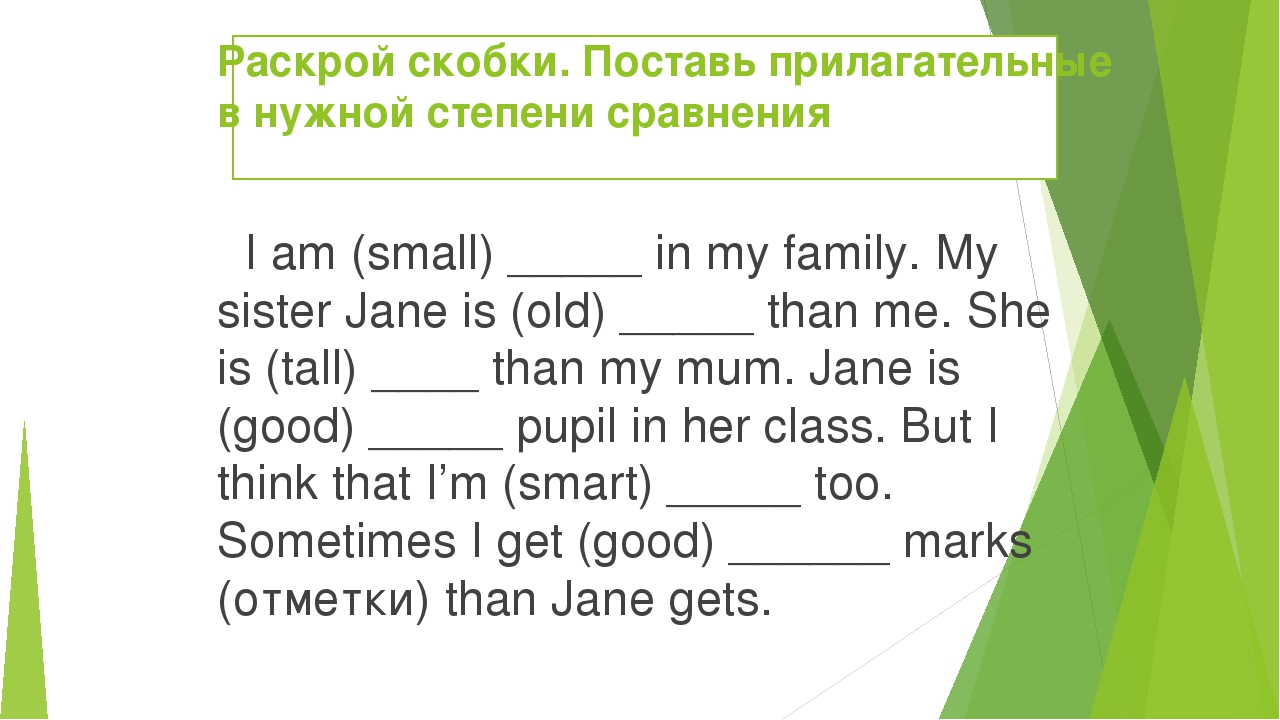 Раскрой скобки. Поставь прилагательные
в нужной степени сравнения
I am (small) _____ in my family. My
sister Jane is (old) _____ than me. She
is (tall) ____ than my mum. Jane is
(good) _____ pupil in her class. But I
think that I’m (smart) _____ too.
Sometimes I get (good) ______ marks
(отметки) than Jane gets.